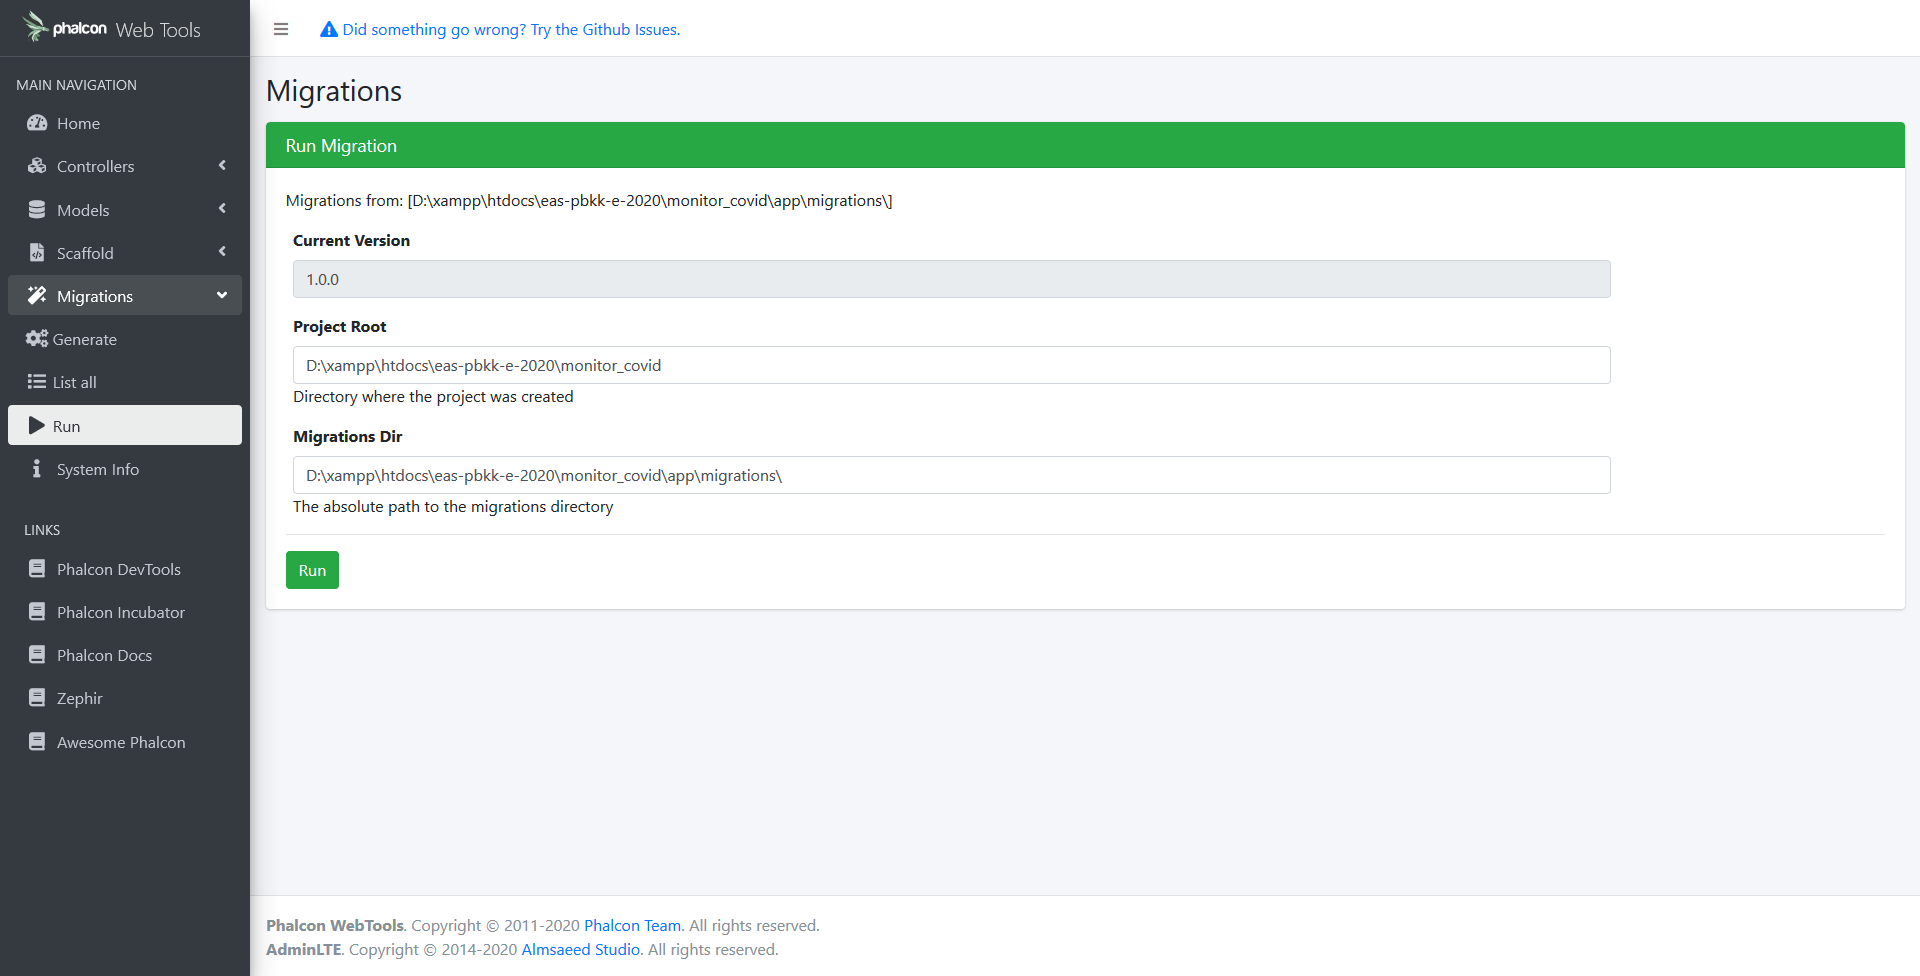 phalcon Web Tools
Did something go wrong? Try the Github Issues.
MAIN NAVIGATION
Home
Controllers
Models
Scaffold
Migrations
Generate
List all
Run
System Info
LINKS
Phalcon DevTools
Phalcon Incubator
Phalcon Docs
Zephir
Awesome Phalcon
Migrations
Run Migration
Migrations from: [D:\xampp\htdocs\eas-pbkk-e-2020\monitor_covid\app\migrations\]
Current Version
1.0.0
Project Root
D:\xampp\htdocs\eas-pbkk-e-2020\monitor_covid
Directory where the project was created
Migrations Dir
D:\xampp\htdocs\eas-pbkk-e-2020\monitor_covid\app\migrations\
The absolute path to the migrations directory
Run
Phalcon WebTools. Copyright © 2011-2020 Phalcon Team. All rights reserved.
AdminLTE. Copyright © 2014-2020 Almsaeed Studio. All rights reserved.